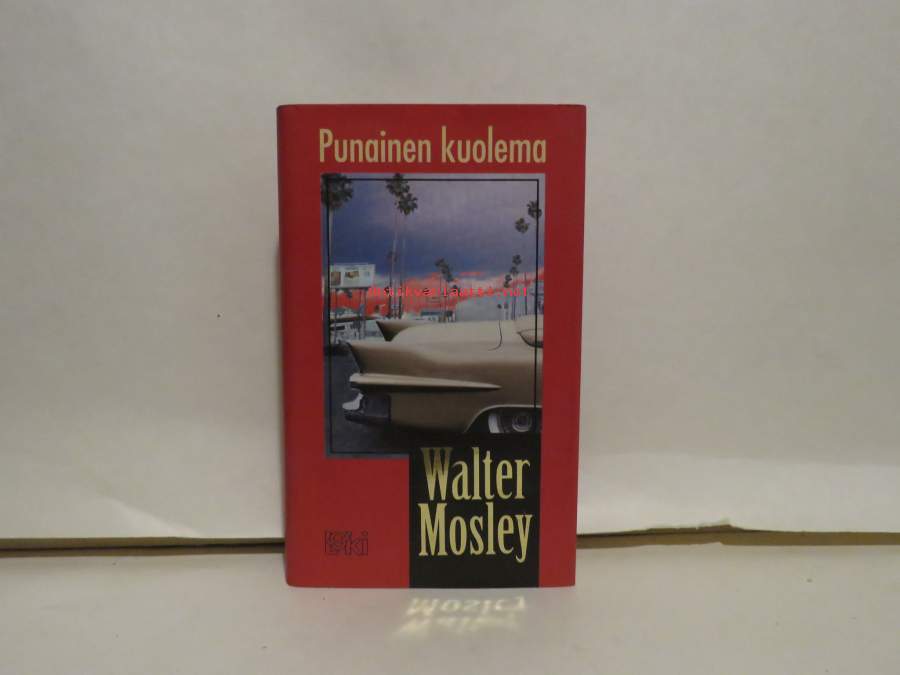 Punainen kuolema
Walter
Mosley